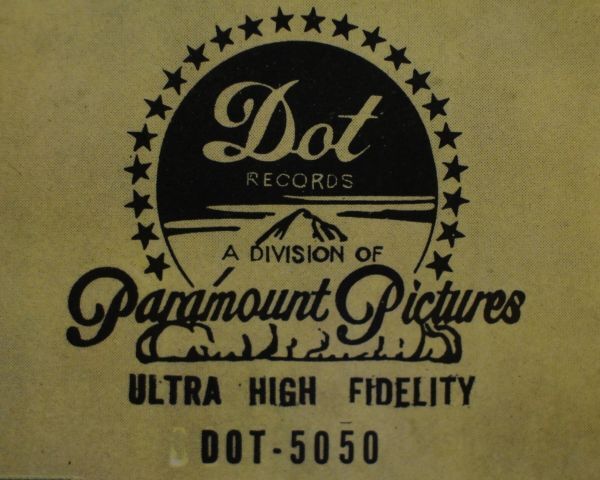 Dot
RECORDS
A DIVISION OF
Paramount Pictures
ULTRA HIGH FIDELITY
DOT-5050